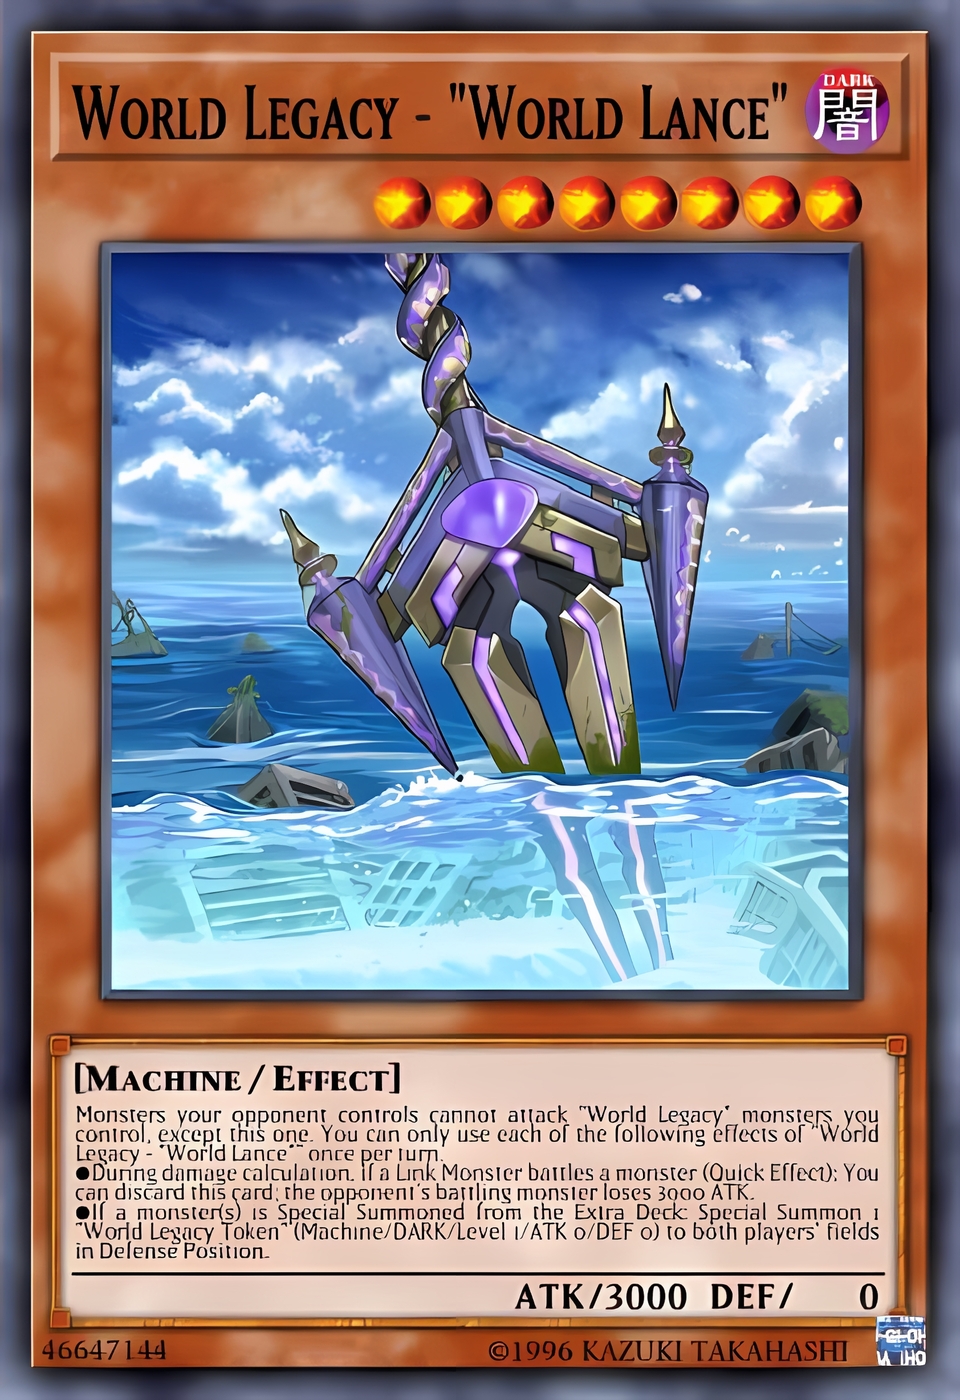 World Legacy - "World Lance"
DARK
闇
[Machine / Effect]
Monsters your opponent controls cannot attack "World Legacy" monsters you
control, except this one. You can only use each of the following effects of "World
Legacy - "World Lance"" once per turn.
●During damage calculation, if a Link Monster battles a monster (Quick Effect): You
can discard this card; the opponent's battling monster loses 3000 ATK.
●If a monster(s) is Special Summoned from the Extra Deck: Special Summon 1
"World Legacy Token" (Machine/DARK/Level 1/ATK 0/DEF 0) to both players' fields
in Defense Position.
ATK/3000 DEF/ 0
46647144
©1996 KAZUKI TAKAHASHI